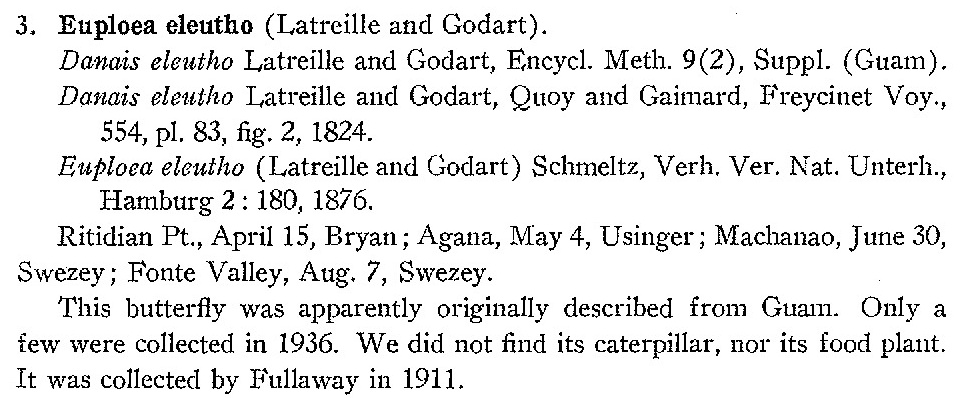 3. Euploea eleutho (Latreille and Godart).
Danais eleutho Latreille and Godart, Encycl. Meth. 9(2), Suppl. (Guam).
Danais eleutho Latreille and Godart, Quoy and Gaimard, Freycinet Voy.,
554, pl. 83, fig. 2, 1824.
Euploea eleutho (Latreille and Godart) Schmeltz, Verh. Ver. Nat. Unterh.,
Hamburg 2 : 180, 1876.
Ritidian Pt., April 15, Bryan; Agana, May 4, Usinger; Machanao, June 30,
Swezey; Fonte Valley, Aug. 7, Swezey.
This butterfly was apparently originally described from Guam. Only a
few were collected in 1936. We did not find its caterpillar, nor its food plant.
It was collected by Fullaway in 1911.